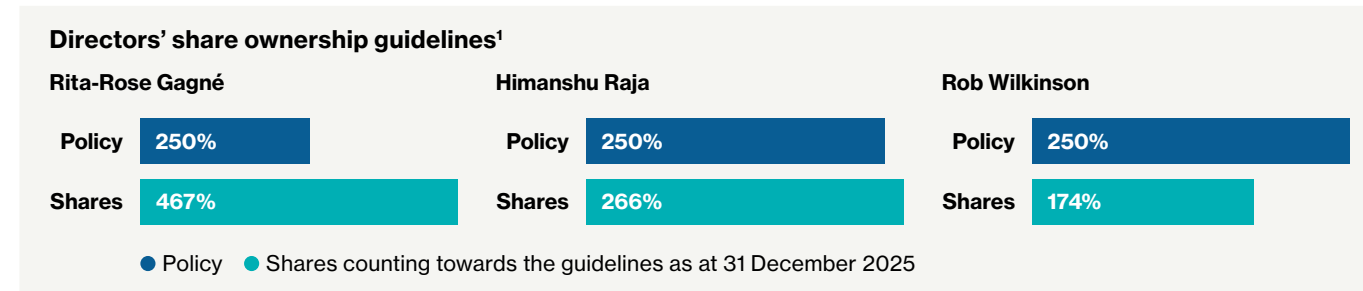 Directors’ share ownership guidelines¹
Rita-Rose Gagné
Policy 250%
Shares 467%
Himanshu Raja
Policy 250%
Shares 266%
Rob Wilkinson
Policy 250%
Shares 174%
Policy Shares counting towards the guidelines as at 31 December 2025